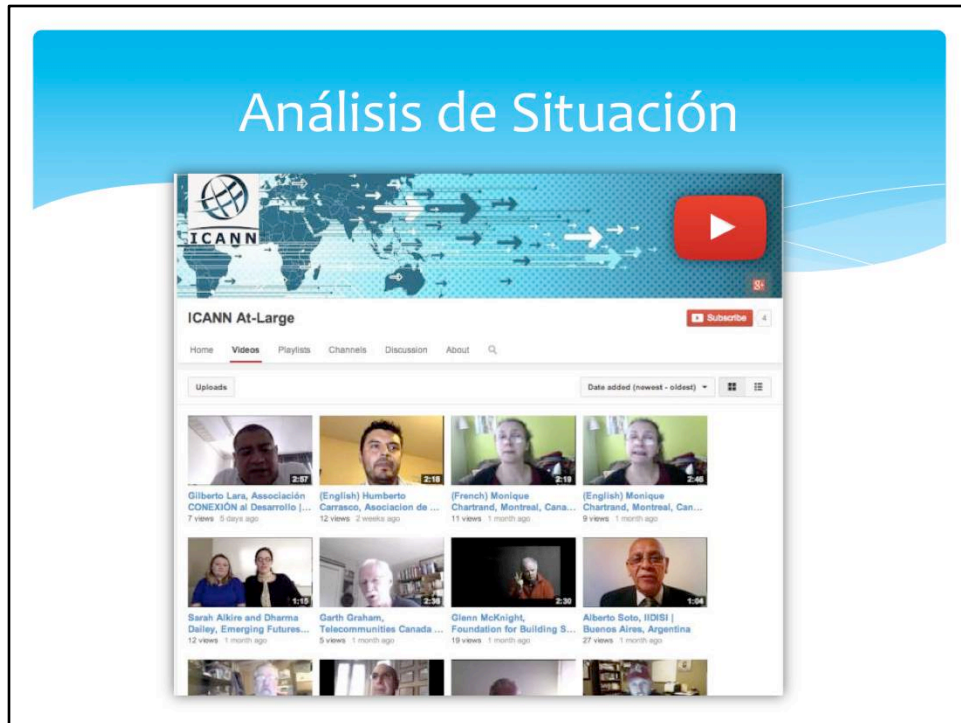 Análisis de Situación
ICANN
8+
ICANN At-Large
Subscribe 4
Home Videos Playlists Channels Discussion About
Uploads
Date added (newest - oldest)
2:57
2:18
2:19
2:46
Gilberto Lara, Associación
CONEXIÓN al Desarrollo |...
7 views 5 days ago
(English) Humberto
Carrasco, Asociacion de ...
12 views 2 weeks ago
(French) Monique
Chartrand, Montreal, Cana...
11 views 1 month ago
(English) Monique
Chartrand, Montreal, Can...
9 views 1 month ago
1:15
2:38
2:30
1:04
Sarah Alkire and Dharma
Dailey, Emerging Futures...
12 views 1 month ago
Garth Graham,
Telecommunities Canada ...
5 views 1 month ago
Glenn McKnight,
Foundation for Building S...
19 views 1 month ago
Alberto Soto, IIDISI |
Buenos Aires, Argentina
27 views 1 month ago